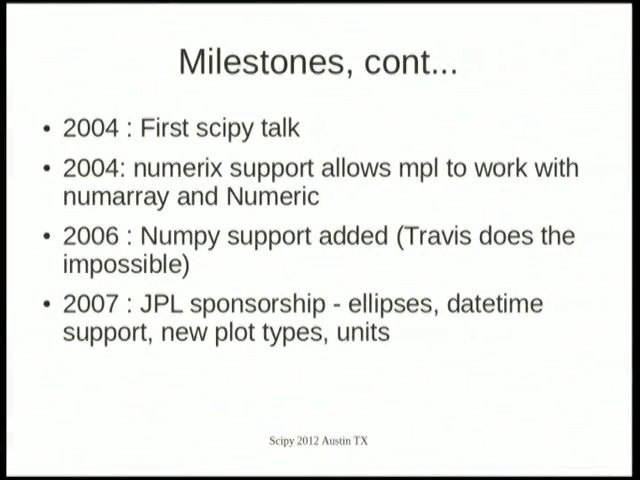 Milestones, cont...
• 2004 : First scipy talk
• 2004: numerix support allows mpl to work with
numarray and Numeric
• 2006 : Numpy support added (Travis does the
impossible)
• 2007 : JPL sponsorship - ellipses, datetime
support, new plot types, units
Scipy 2012 Austin TX